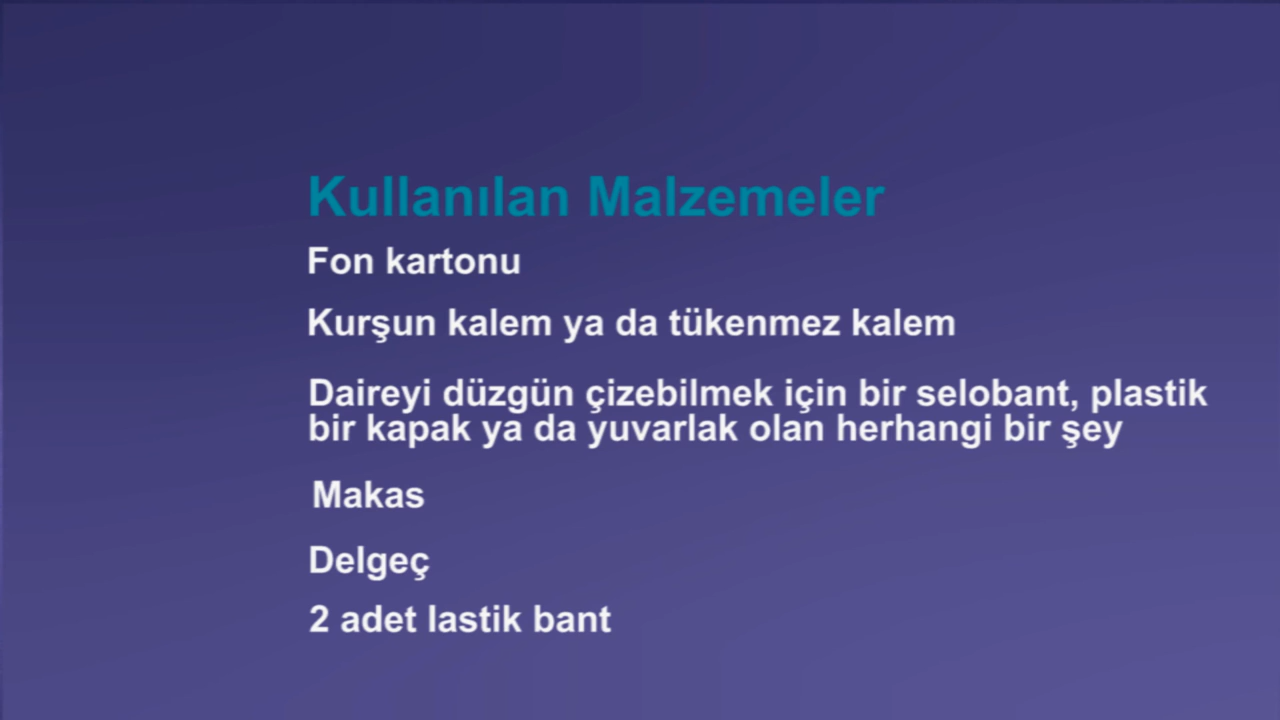 Kullanılan Malzemeler
Fon kartonu
Kurşun kalem ya da tükenmez kalem
Daireyi düzgün çizebilmek için bir selobant, plastik
bir kapak ya da yuvarlak olan herhangi bir şey
Makas
Delgeç
2 adet lastik bant